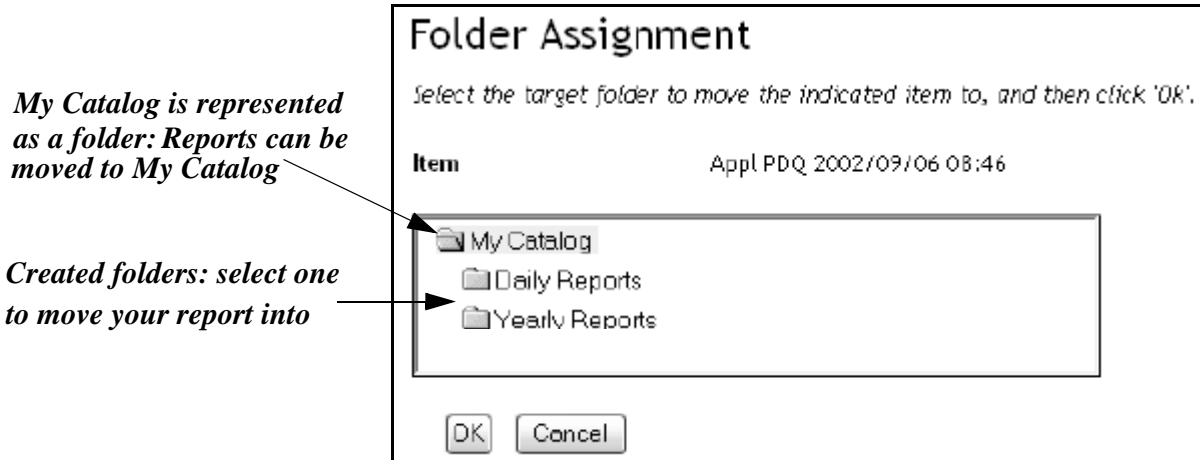 Folder Assignment
Select the target folder to move the indicated item to, and then click 'Ok'.
My Catalog is represented
as a folder: Reports can be
moved to My Catalog
Item Appl PDQ 2002/09/06 08:46
My Catalog
Daily Reports
Yearly Reports
Created folders: select one
to move your report into
OK Cancel